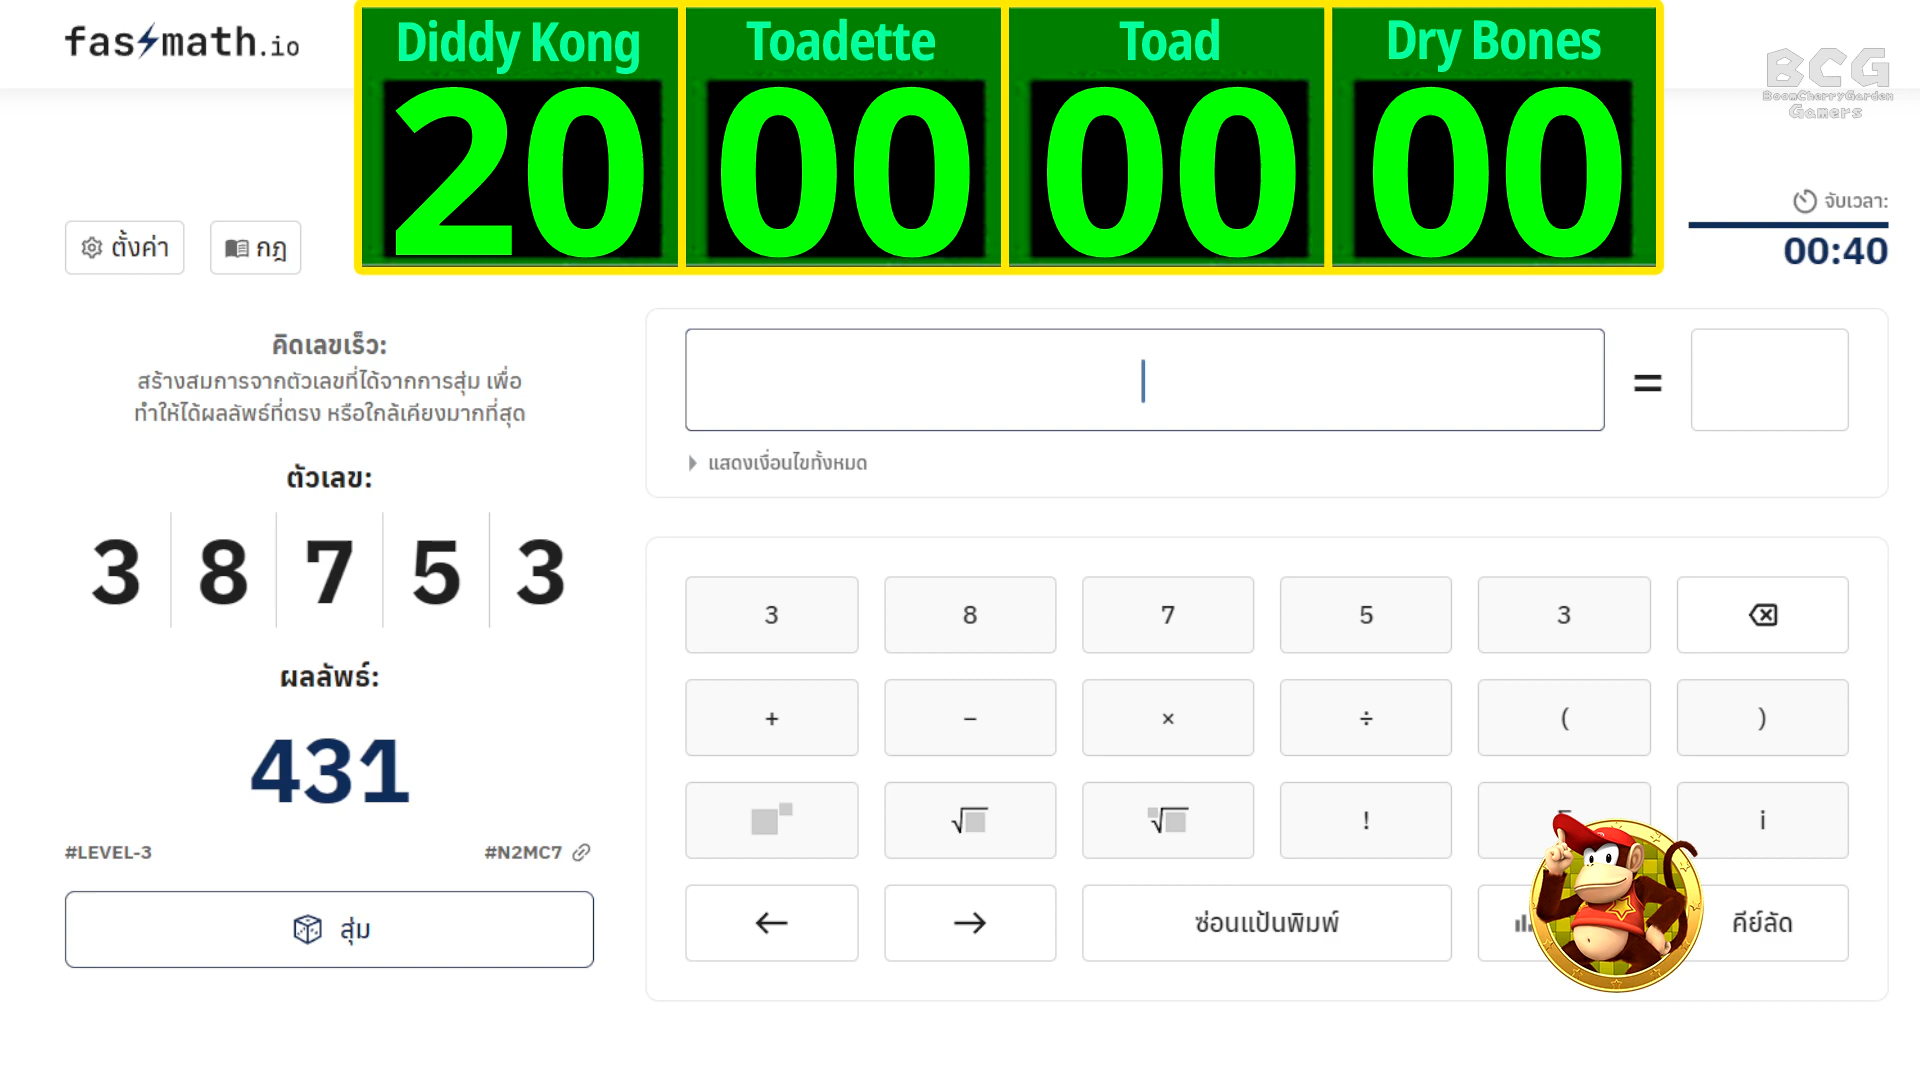 fasmath.io
Diddy Kong
Toadette
Toad
Dry Bones
20
00
00
00
BCG
BoomCherryGarden
Gamers
ตั้งค่า
กฎ
จับเวลา:
00:40
คิดเลขเร็ว:
สร้างสมการจากตัวเลขที่ได้จากการสุ่ม เพื่อ
ทำให้ได้ผลลัพธ์ที่ตรง หรือใกล้เคียงมากที่สุด
ตัวเลข:
3 8 7 5 3
ผลลัพธ์:
431
#LEVEL-3
#N2MC7
สุ่ม
=
แสดงเงื่อนไขทั้งหมด
3 8 7 5 3
+ − × ÷ ( )
√ √ ! i
← →
ซ่อนแป้นพิมพ์
คีย์ลัด